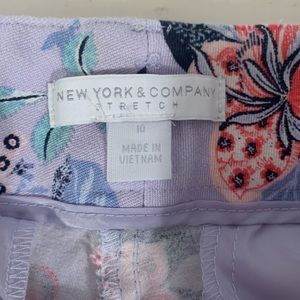 NEW YORK & COMPANY
STRETCH
10
MADE IN
VIETNAM